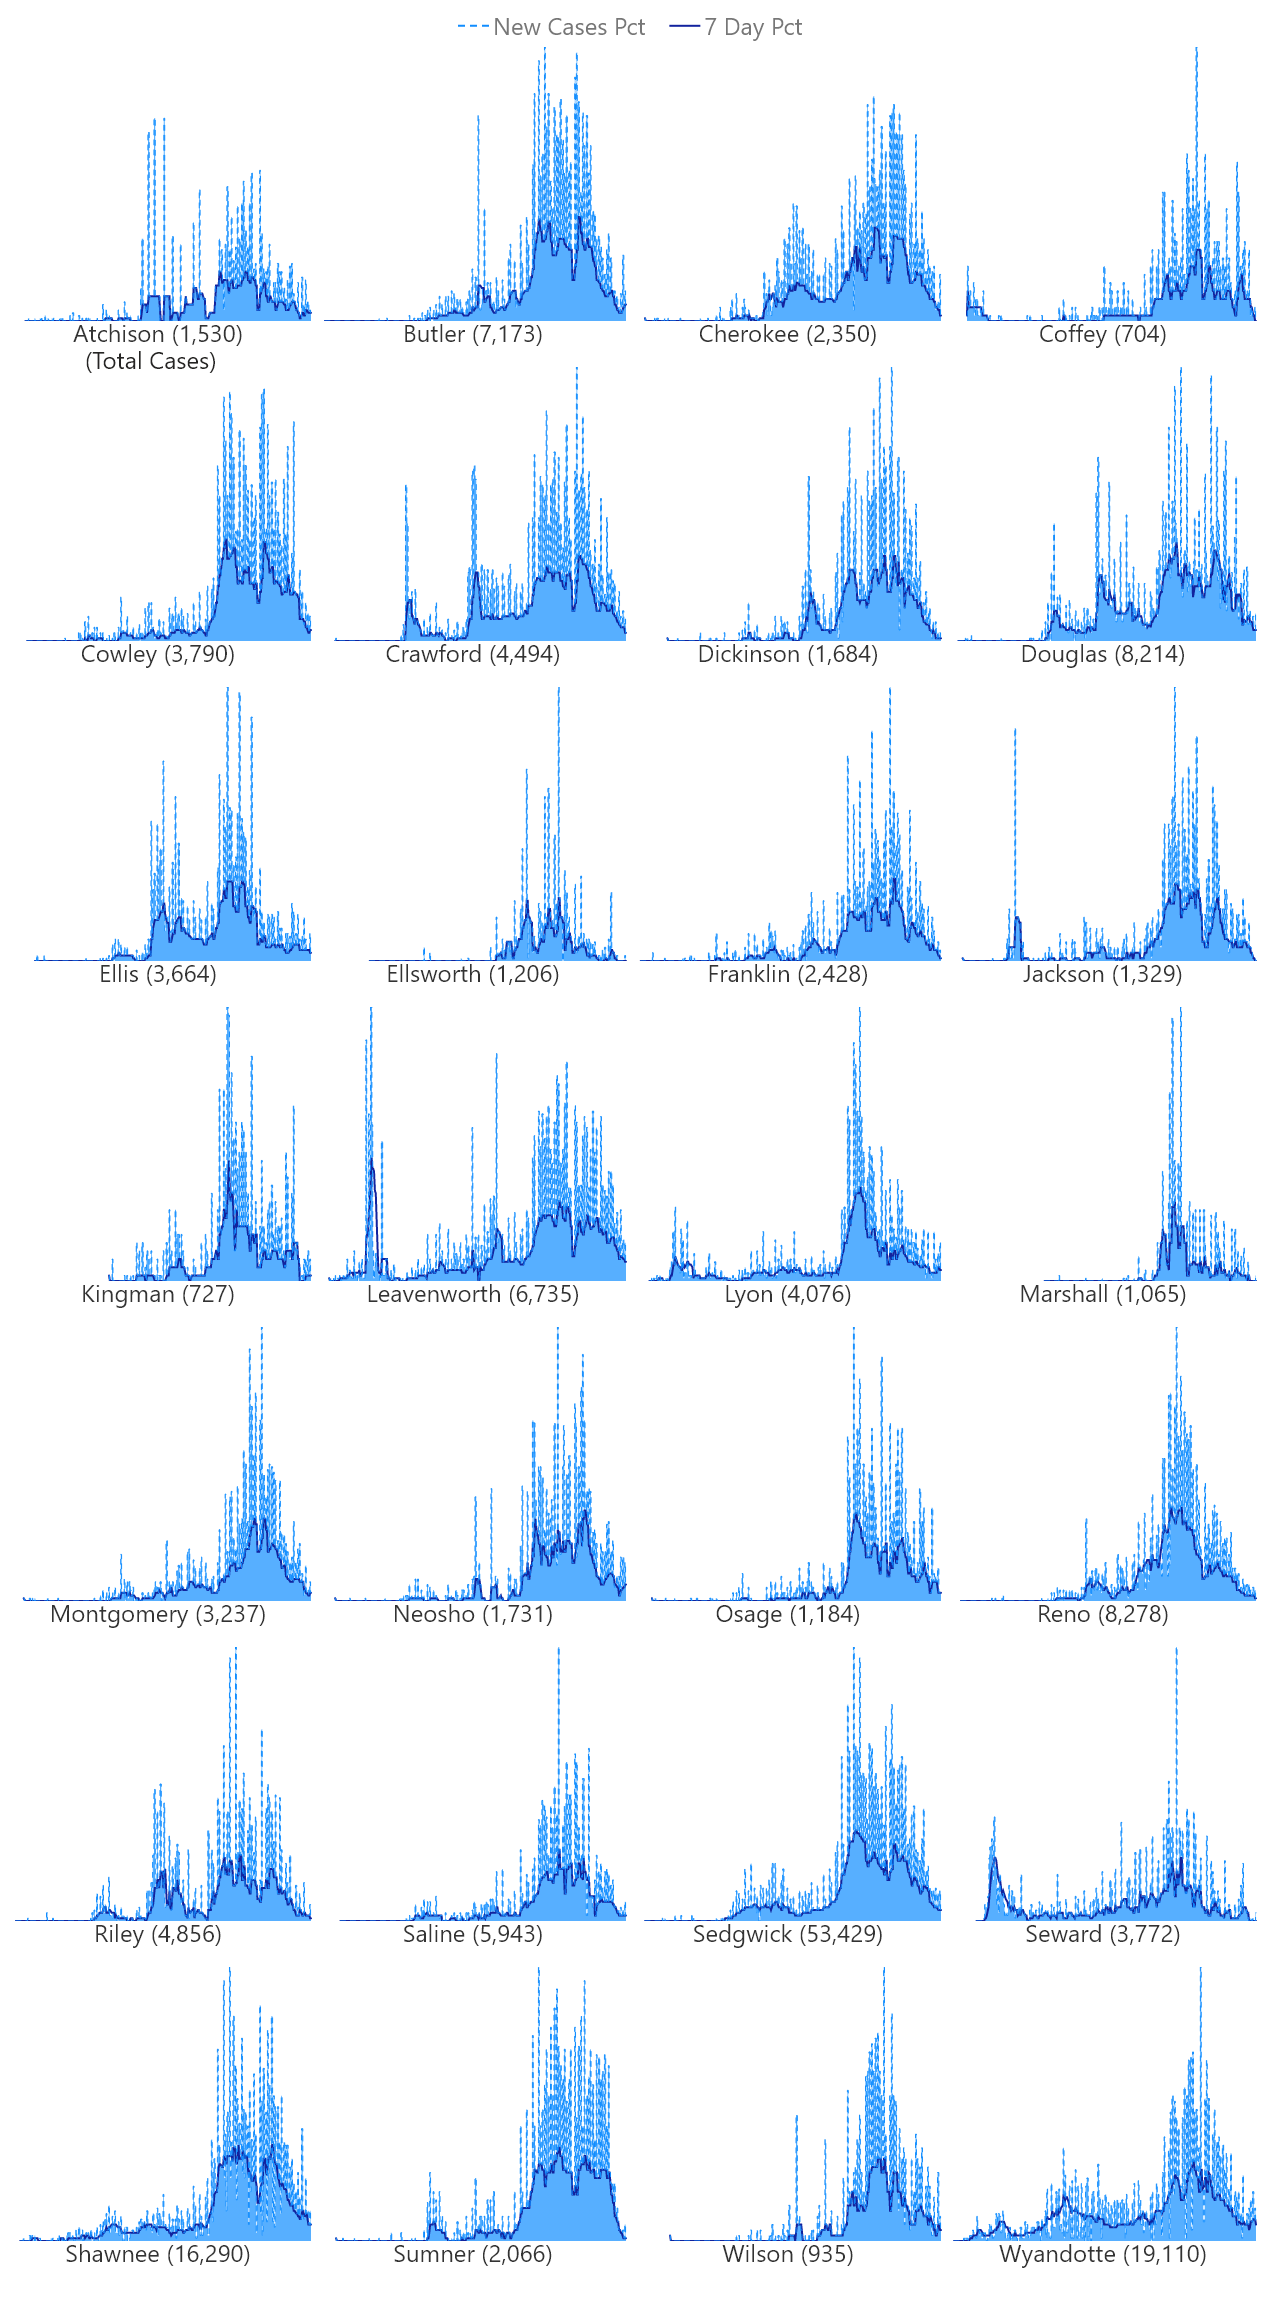 New Cases Pct 7 Day Pct
Atchison (1,530) Butler (7,173) Cherokee (2,350) Coffey (704)
(Total Cases)
Cowley (3,790) Crawford (4,494) Dickinson (1,684) Douglas (8,214)
Ellis (3,664) Ellsworth (1,206) Franklin (2,428) Jackson (1,329)
Kingman (727) Leavenworth (6,735) Lyon (4,076) Marshall (1,065)
Montgomery (3,237) Neosho (1,731) Osage (1,184) Reno (8,278)
Riley (4,856) Saline (5,943) Sedgwick (53,429) Seward (3,772)
Shawnee (16,290) Sumner (2,066) Wilson (935) Wyandotte (19,110)